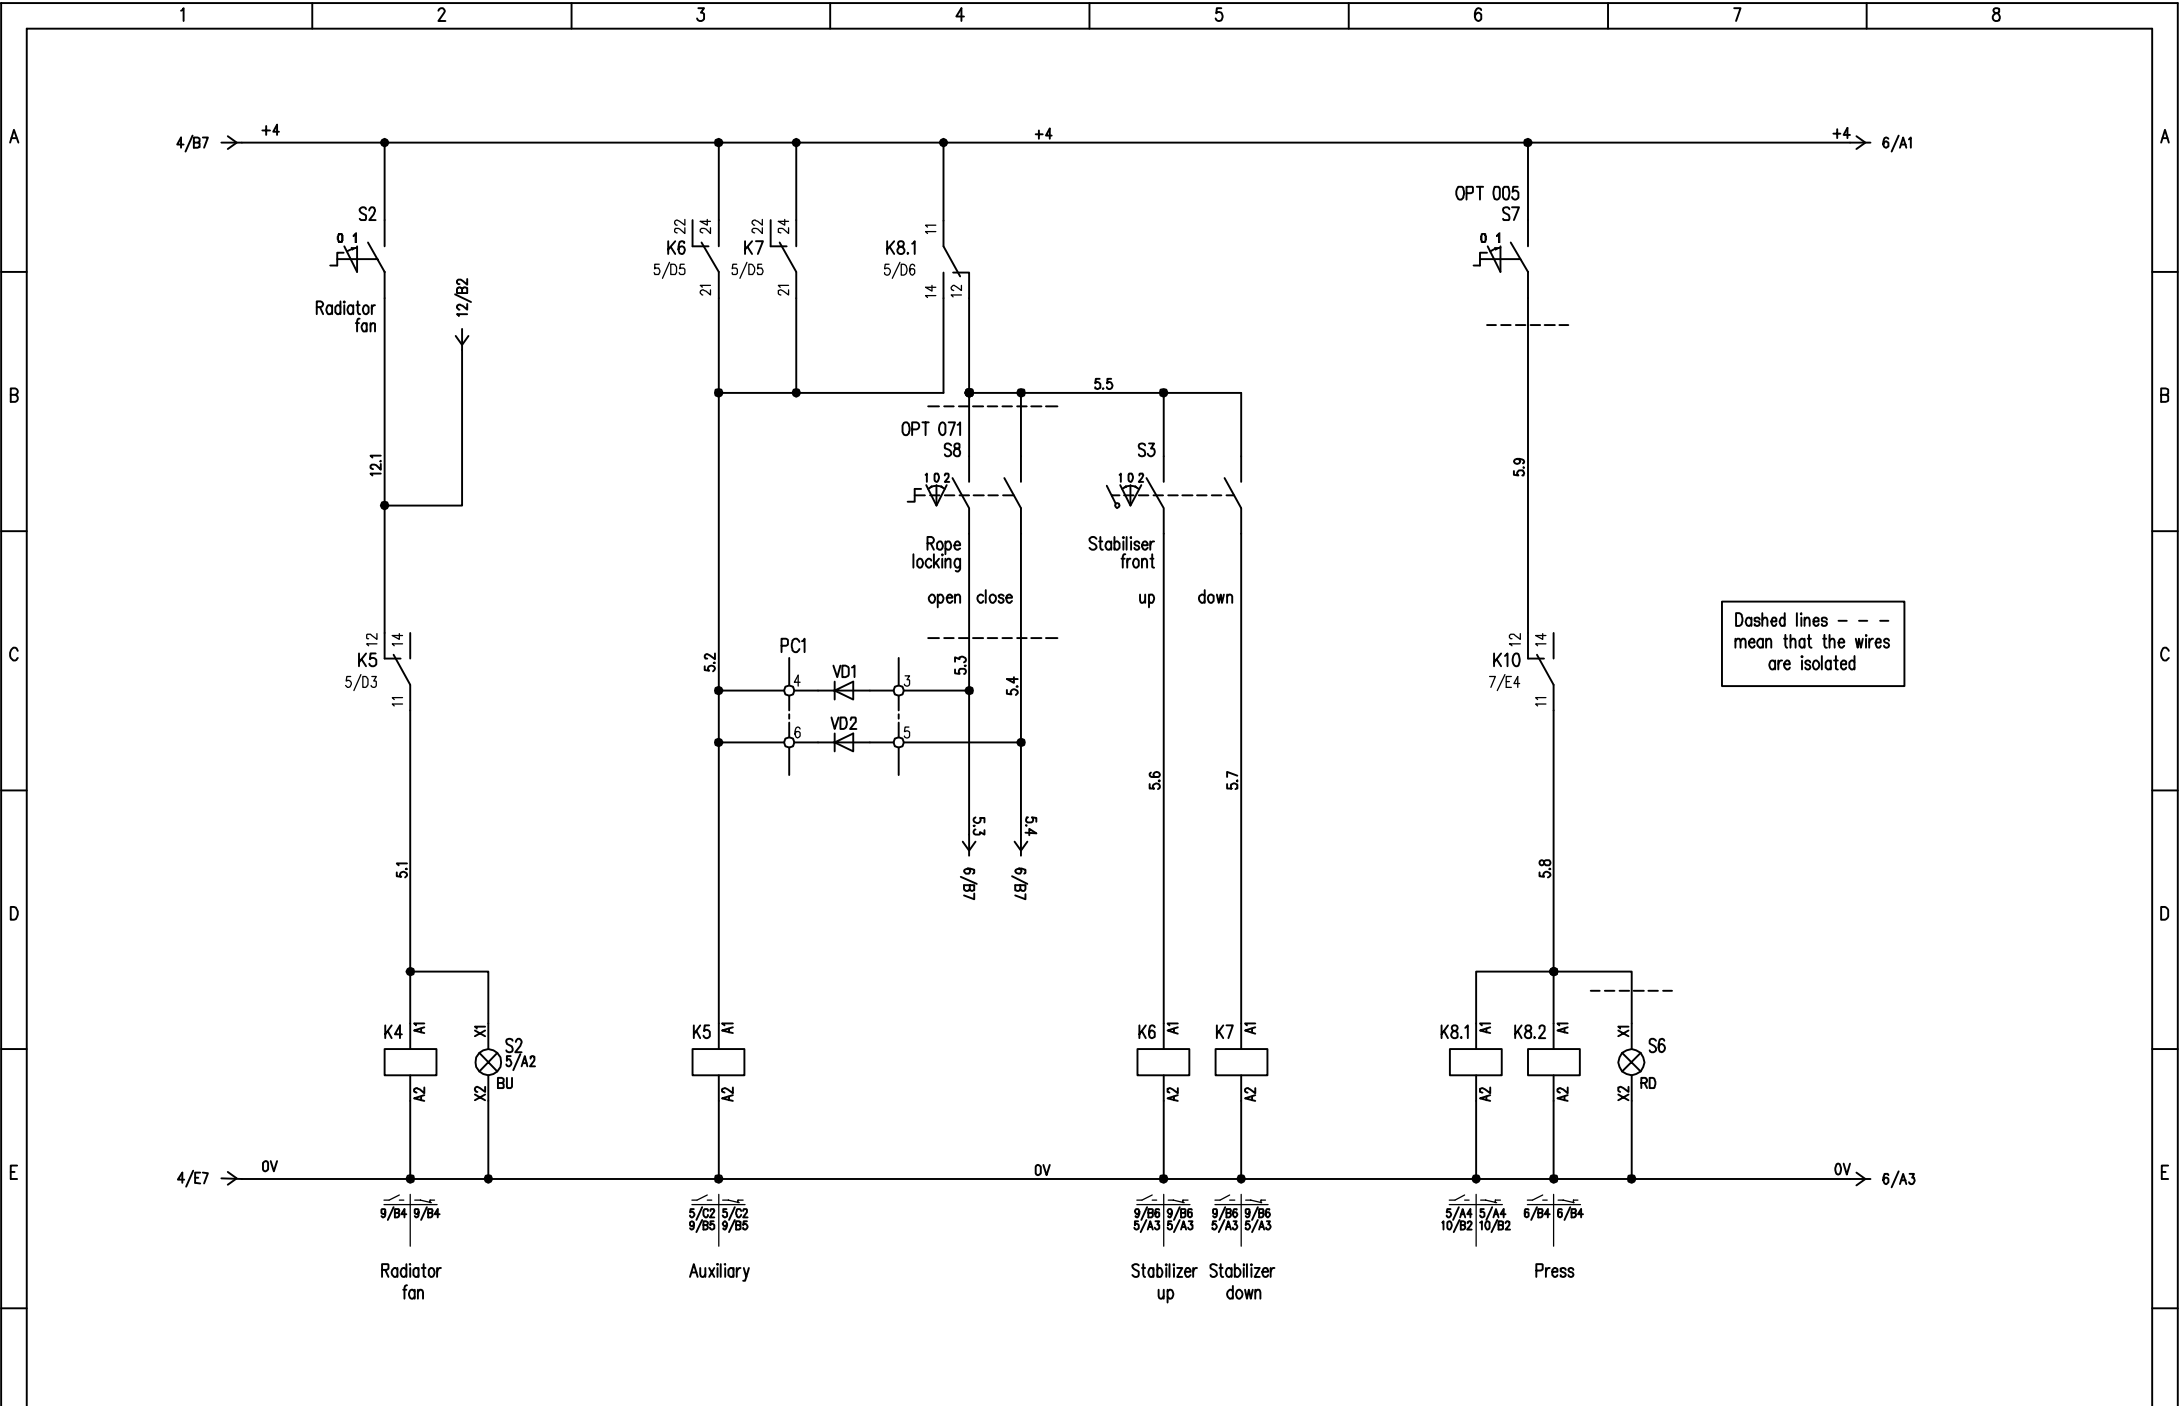 1 2 3 4 5 6 7 8
A A
4/B7 +4 +4 +4 6/A1
OPT 005
S2 S7
0 1 0 1
22 24 22 24 11
K6 K7 K8.1
5/D5 5/D5 5/D6
21 21 14 12
Radiator
fan
12/B2
B 5.5 B
OPT 071
S8 S3
12.1 5.9
1 0 2 1 0 2
Rope Stabiliser
locking front
open close up down
Dashed lines - - -
mean that the wires
are isolated
12 14 12 14
C PC1 C
K5 5.2 5.3 K10
5/D3 4 VD1 3 5.4 7/E4
11 11
6 VD2 5
5.6 5.7
5.3 5.4
5.1 5.8
6/B7 6/B7
D D
K4 A1 X1 K5 A1 K6 A1 K7 A1 K8.1 A1 K8.2 A1 X1
S2 S6
5/A2
BU RD
A2 X2 A2 A2 A2 A2 A2 X2
E E
4/E7 0V 0V 0V 6/A3
9/B4 9/B4 5/C2 5/C2 9/B6 9/B6 9/B6 9/B6 5/A4 5/A4 6/B4 6/B4
9/B5 9/B5 5/A3 5/A3 5/A3 5/A3 10/B2 10/B2
Radiator Auxiliary Stabilizer Stabilizer Press
fan up down